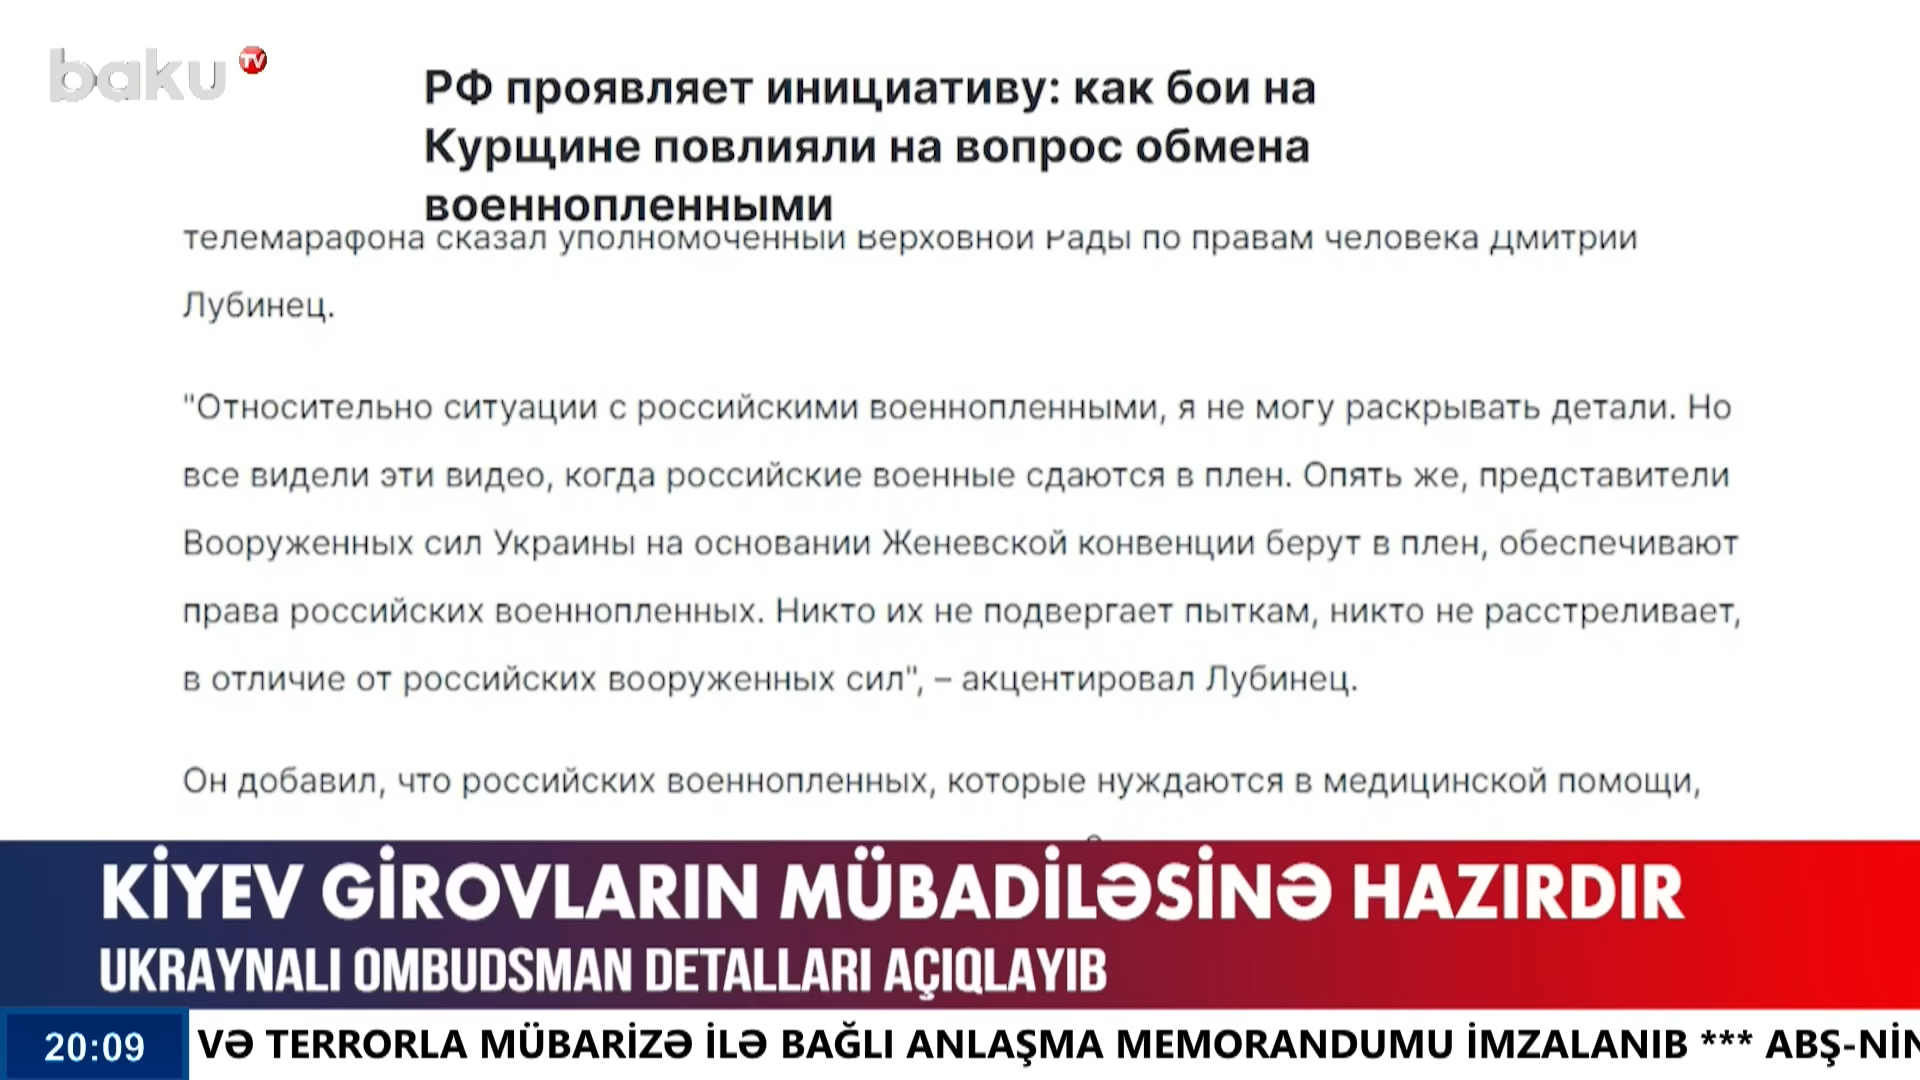 baku TV
РФ проявляет инициативу: как бои на
Курщине повлияли на вопрос обмена
военнопленными
телемарафона сказал уполномоченный Верховной Рады по правам человека Дмитрий
Лубинец.
"Относительно ситуации с российскими военнопленными, я не могу раскрывать детали. Но
все видели эти видео, когда российские военные сдаются в плен. Опять же, представители
Вооруженных сил Украины на основании Женевской конвенции берут в плен, обеспечивают
права российских военнопленных. Никто их не подвергает пыткам, никто не расстреливает,
в отличие от российских вооруженных сил", – акцентировал Лубинец.
Он добавил, что российских военнопленных, которые нуждаются в медицинской помощи,
KİYEV GİROVLARIN MÜBADİLƏSİNƏ HAZIRDIR
UKRAYNALI OMBUDSMAN DETALLARI AÇIQLAYIB
20:09 VƏ TERRORLA MÜBARİZƏ İLƏ BAĞLI ANLAŞMA MEMORANDUMU İMZALANIB *** ABŞ-NİN